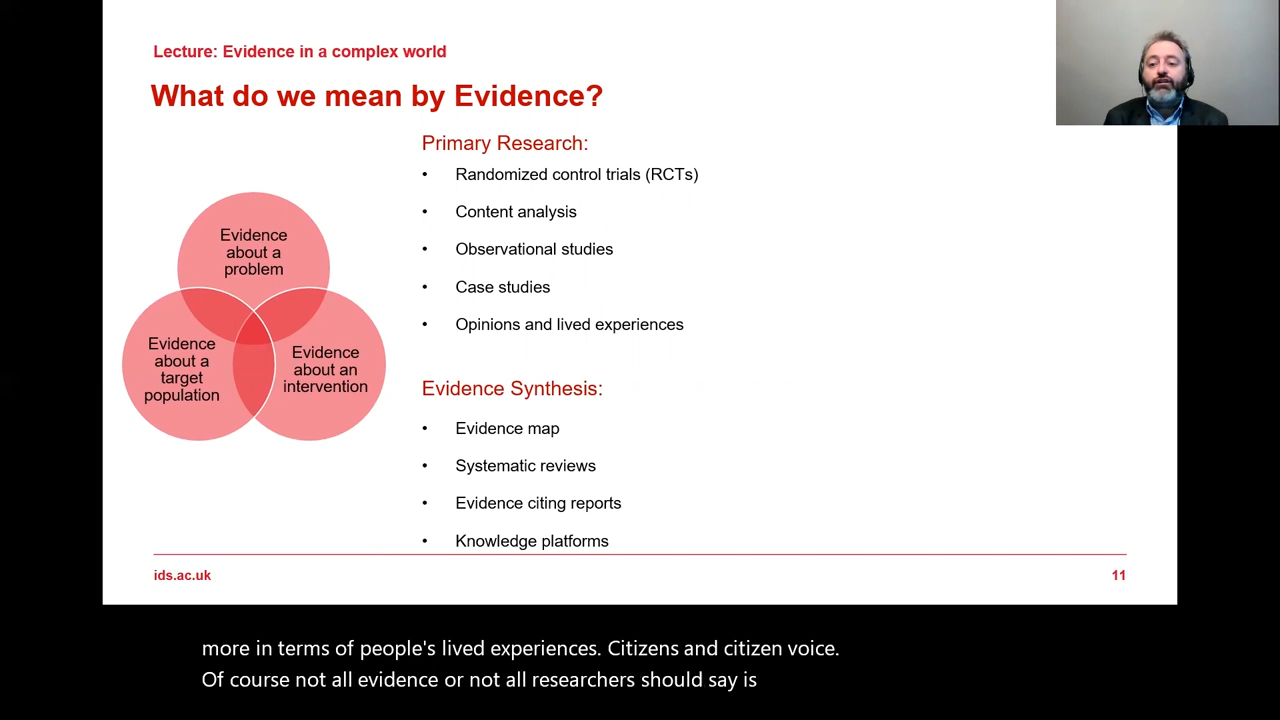 Lecture: Evidence in a complex world
What do we mean by Evidence?
Primary Research:
• Randomized control trials (RCTs)
• Content analysis
• Observational studies
• Case studies
• Opinions and lived experiences
Evidence Synthesis:
• Evidence map
• Systematic reviews
• Evidence citing reports
• Knowledge platforms
Evidence
about a
problem
Evidence
about a
target
population
Evidence
about an
intervention
ids.ac.uk
11
more in terms of people's lived experiences. Citizens and citizen voice.
Of course not all evidence or not all researchers should say is